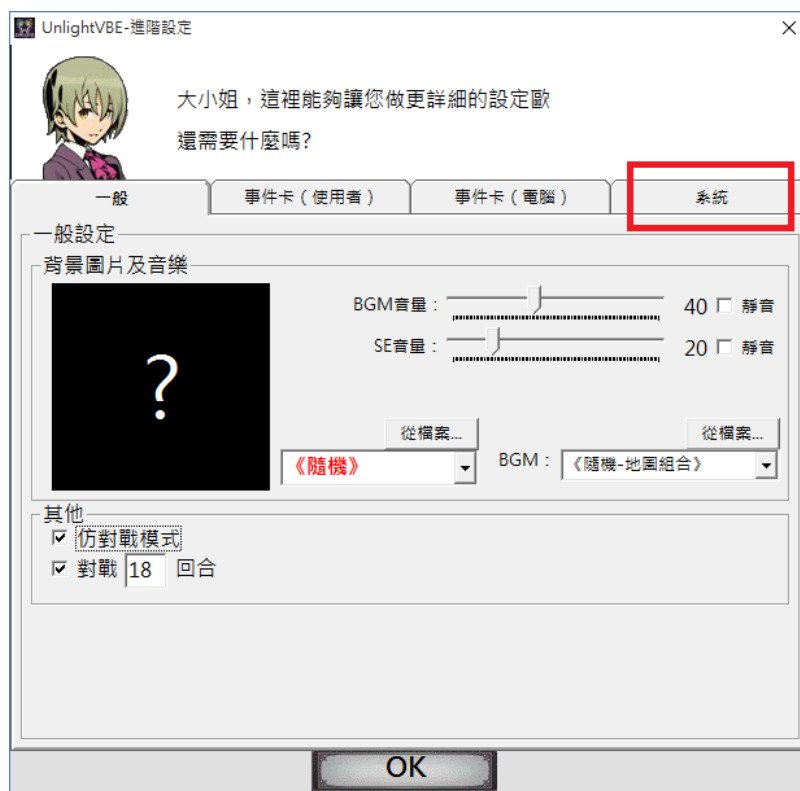 UnlightVBE-進階設定
大小姐，這裡能夠讓您做更詳細的設定歐
還需要什麼嗎?
一般
事件卡（使用者）
事件卡（電腦）
系統
一般設定
背景圖片及音樂
?
BGM音量：
40
靜音
SE音量：
20
靜音
從檔案...
從檔案...
《隨機》
BGM：
《隨機-地圖組合》
其他
仿對戰模式
對戰 18 回合
OK